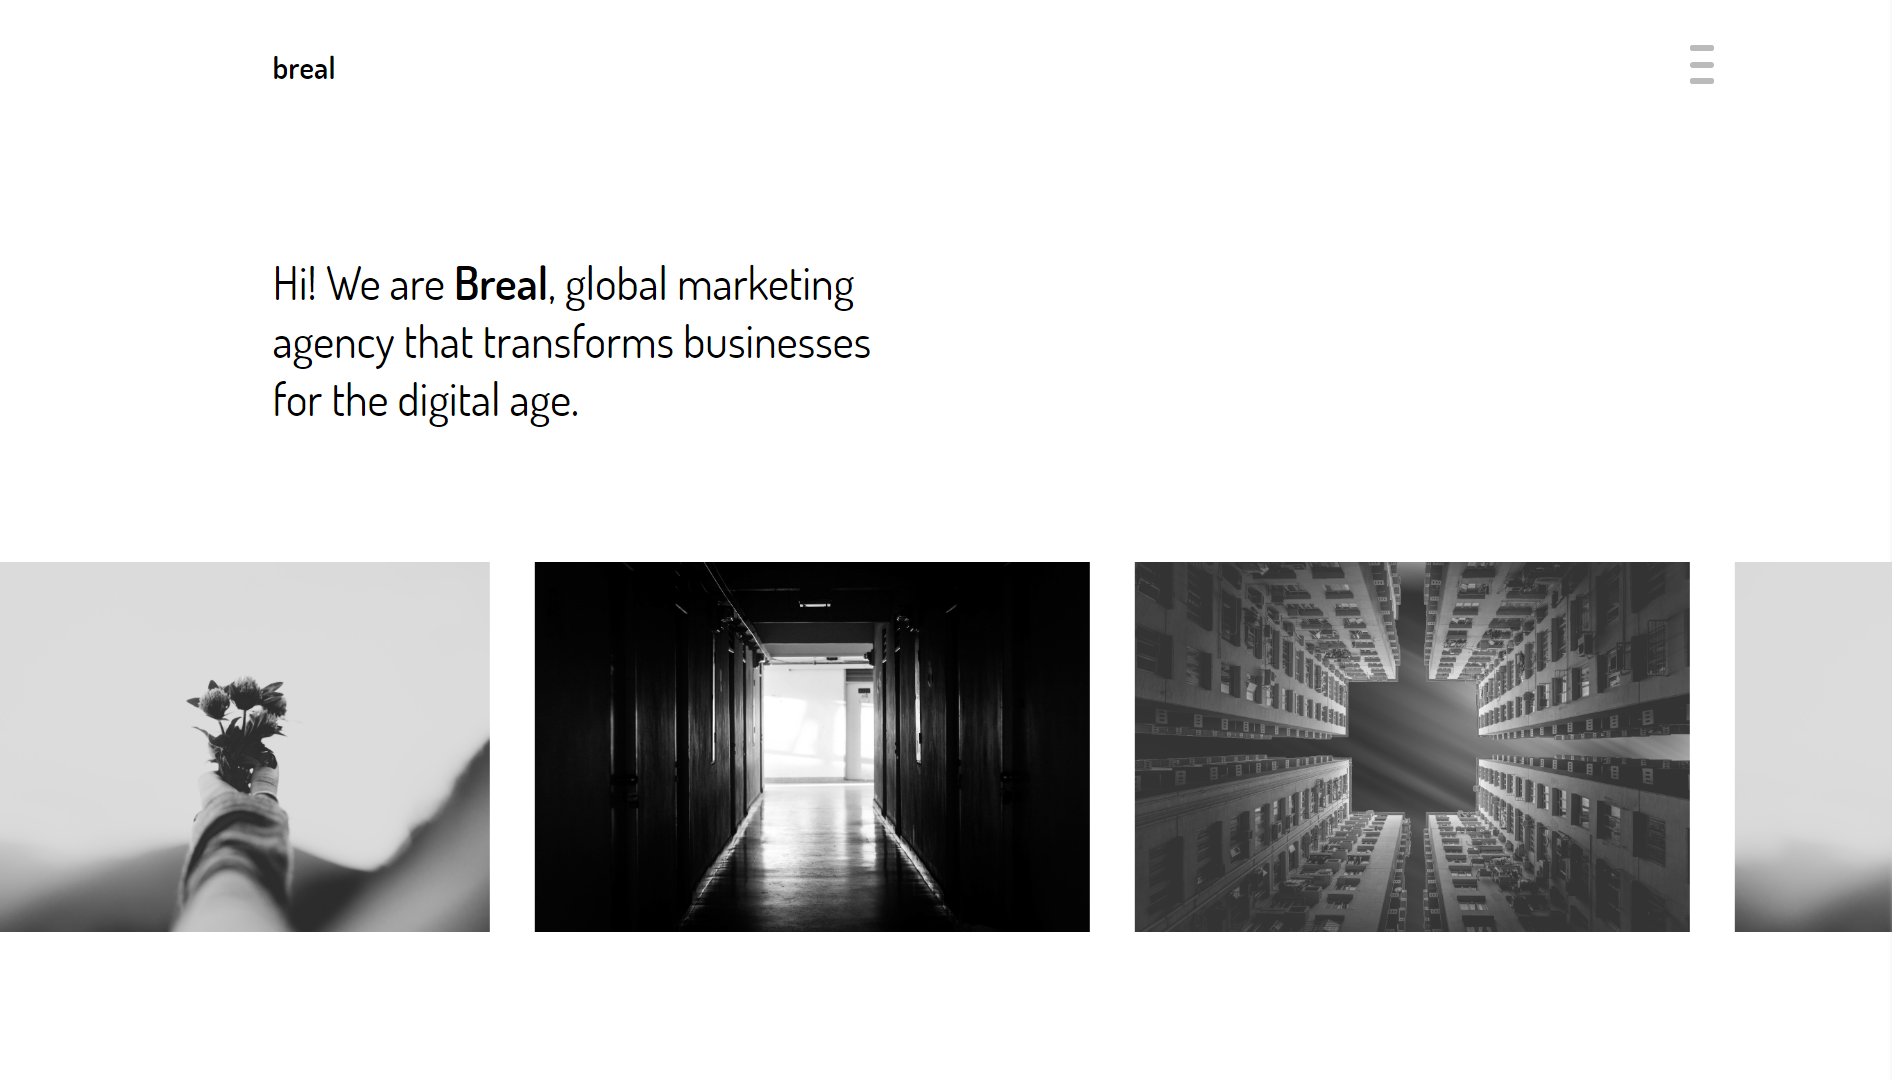 breal
Hi! We are Breal, global marketing
agency that transforms businesses
for the digital age.